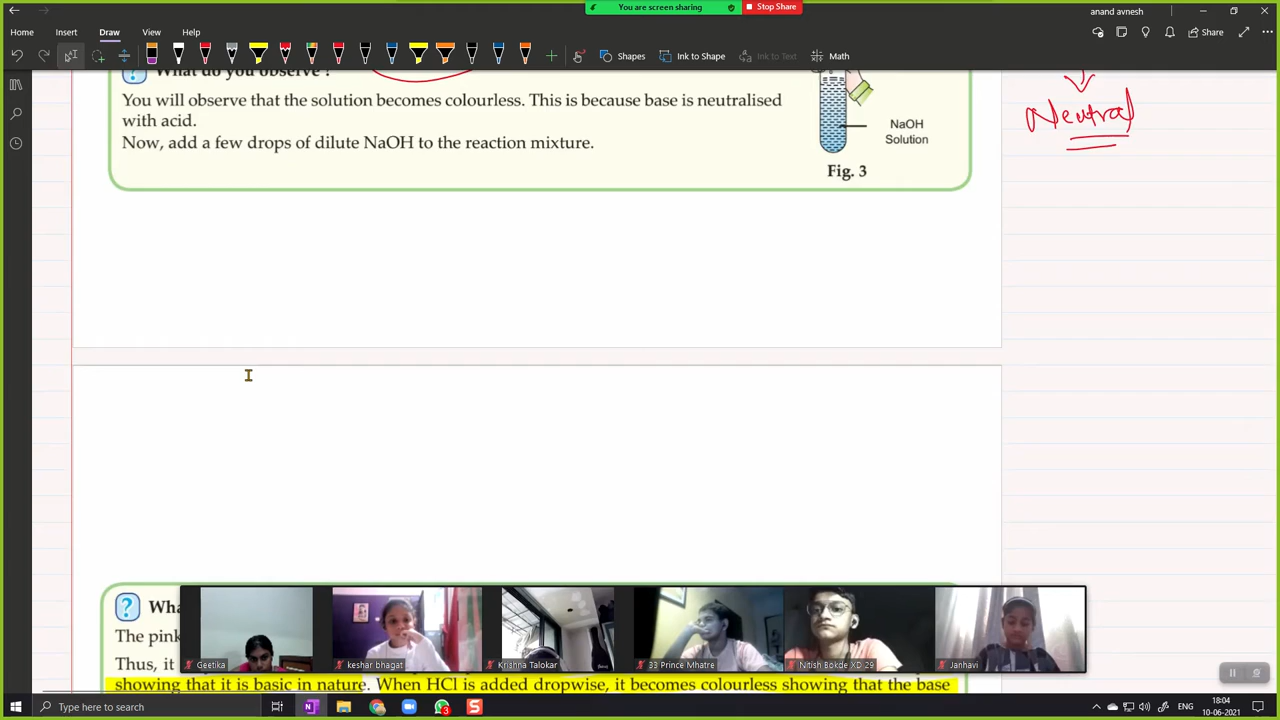 You are screen sharing
Stop Share
anand avnesh
Home Insert Draw View Help
Share
Shapes Ink to Shape Ink to Text Math
What do you observe ?
You will observe that the solution becomes colourless. This is because base is neutralised
with acid.
Now, add a few drops of dilute NaOH to the reaction mixture.
NaOH
Solution
Fig. 3
Neutral
? Wha
The pink
Thus, it
showing that it is basic in nature. When HCl is added dropwise, it becomes colourless showing that the base
Geetika
keshar bhagat
Krishna Talokar
33 Prince Mhatre
Nitish Bokde XD 29
Janhavi
Type here to search
3
ENG
18:04
10-06-2021